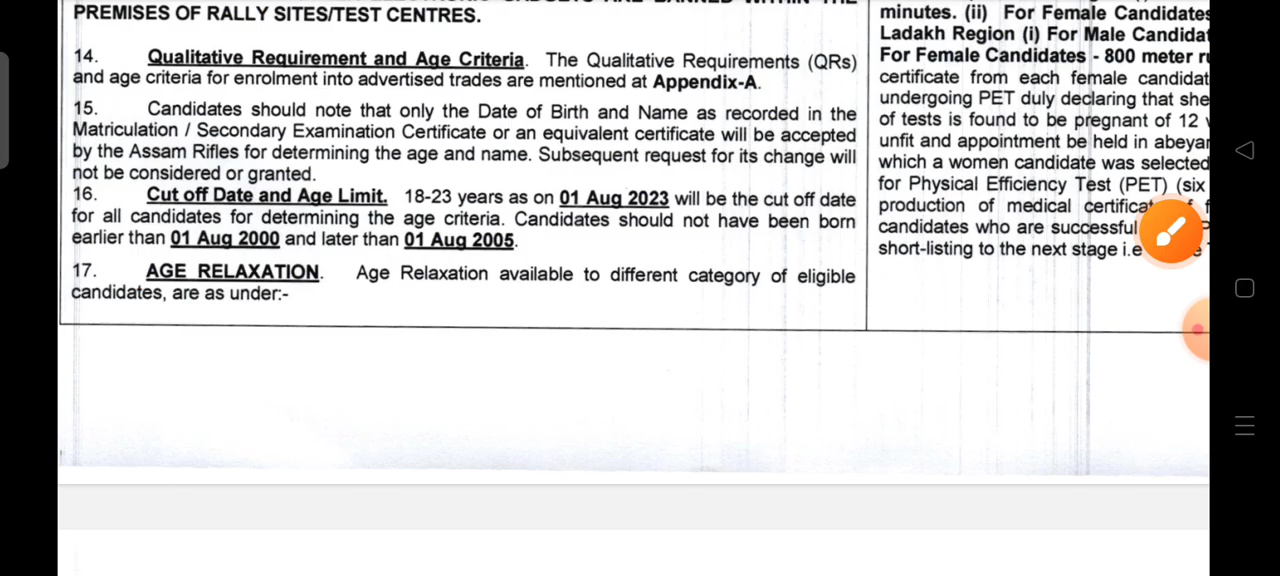 PREMISES OF RALLY SITES/TEST CENTRES.
14. Qualitative Requirement and Age Criteria. The Qualitative Requirements (QRs)
and age criteria for enrolment into advertised trades are mentioned at Appendix-A.
15. Candidates should note that only the Date of Birth and Name as recorded in the
Matriculation / Secondary Examination Certificate or an equivalent certificate will be accepted
by the Assam Rifles for determining the age and name. Subsequent request for its change will
not be considered or granted.
16. Cut off Date and Age Limit. 18-23 years as on 01 Aug 2023 will be the cut off date
for all candidates for determining the age criteria. Candidates should not have been born
earlier than 01 Aug 2000 and later than 01 Aug 2005.
17. AGE RELAXATION. Age Relaxation available to different category of eligible
candidates, are as under:-
minutes. (ii) For Female Candidates
Ladakh Region (i) For Male Candidat
For Female Candidates - 800 meter r
certificate from each female candidat
undergoing PET duly declaring that she
of tests is found to be pregnant of 12
unfit and appointment be held in abeyan
which a women candidate was selected
for Physical Efficiency Test (PET) (six
production of medical certificat
candidates who are successful
short-listing to the next stage i.e